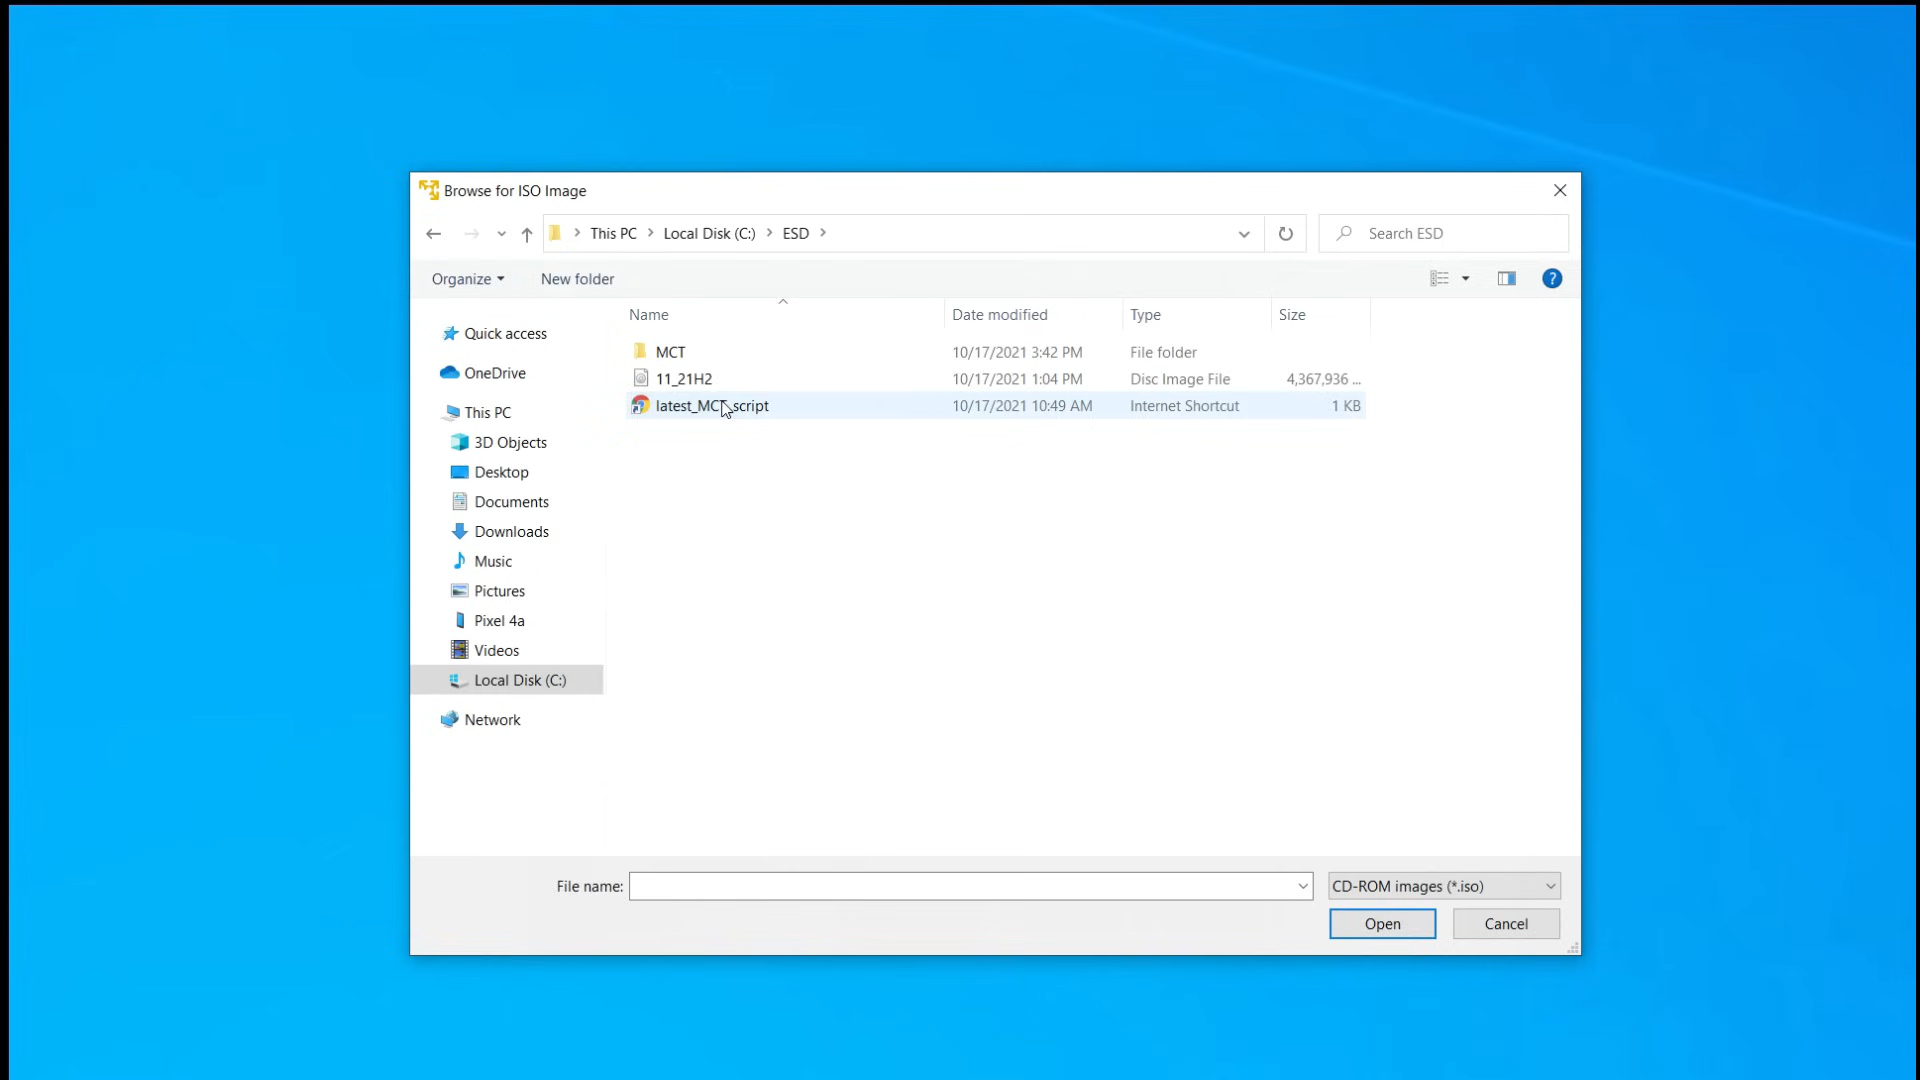 Browse for ISO Image
This PC Local Disk (C:) ESD
Search ESD
Organize New folder
Name Date modified Type Size
Quick access
OneDrive
This PC
3D Objects
Desktop
Documents
Downloads
Music
Pictures
Pixel 4a
Videos
Local Disk (C:)
Network
MCT 10/17/2021 3:42 PM File folder
11_21H2 10/17/2021 1:04 PM Disc Image File 4,367,936 ...
latest_MCT_script 10/17/2021 10:49 AM Internet Shortcut 1 KB
File name: CD-ROM images (*.iso)
Open Cancel